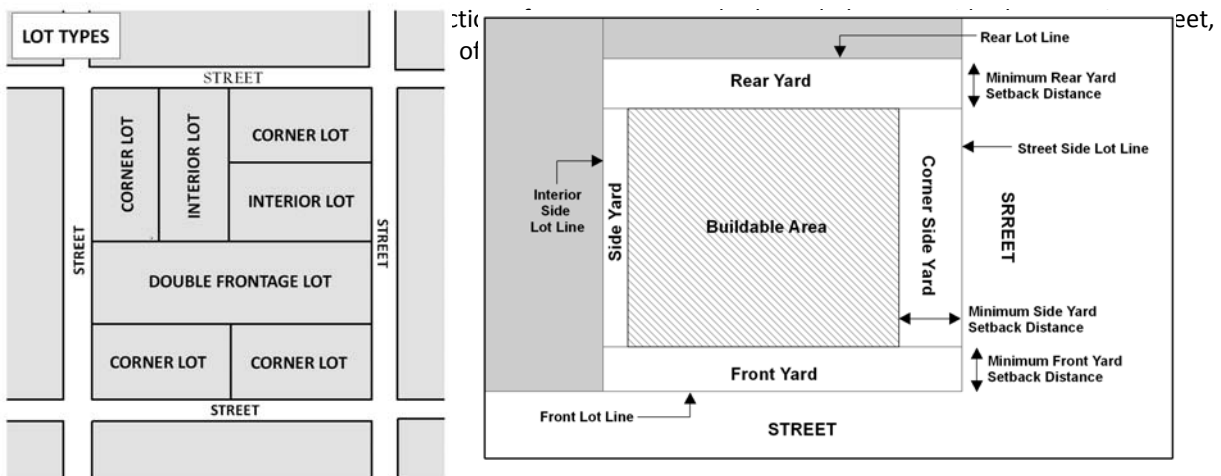 LOT TYPES
STREET
CORNER LOT
INTERIOR LOT
CORNER LOT
INTERIOR LOT
STREET
STREET
DOUBLE FRONTAGE LOT
CORNER LOT
CORNER LOT
STREET
eet,
of
Rear Lot Line
Rear Yard
Minimum Rear Yard
Setback Distance
Street Side Lot Line
Interior
Side
Lot Line
Side Yard
Buildable Area
Corner Side Yard
SRREET
Minimum Side Yard
Setback Distance
Front Yard
Minimum Front Yard
Setback Distance
Front Lot Line
STREET